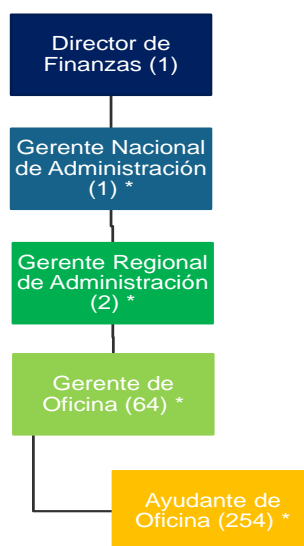 Director de
Finanzas (1)
Gerente Nacional
de Administración
(1) *
Gerente Regional
de Administración
(2) *
Gerente de
Oficina (64) *
Ayudante de
Oficina (254) *